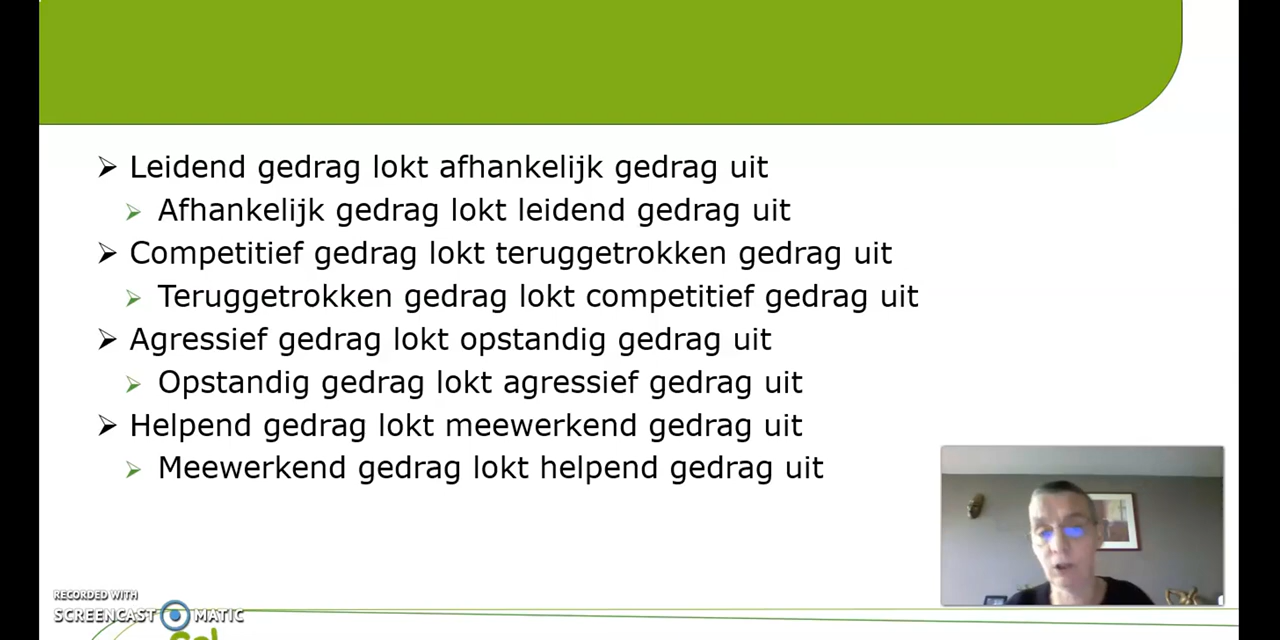 Leidend gedrag lokt afhankelijk gedrag uit
Afhankelijk gedrag lokt leidend gedrag uit
Competitief gedrag lokt teruggetrokken gedrag uit
Teruggetrokken gedrag lokt competitief gedrag uit
Agressief gedrag lokt opstandig gedrag uit
Opstandig gedrag lokt agressief gedrag uit
Helpend gedrag lokt meewerkend gedrag uit
Meewerkend gedrag lokt helpend gedrag uit
RECORDED WITH
SCREENCAST MATIC